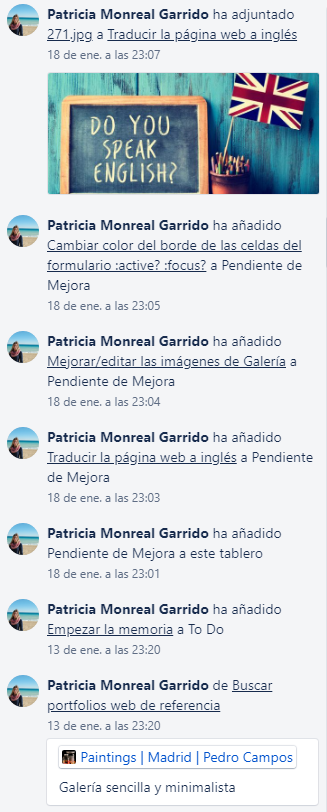 Patricia Monreal Garrido ha adjuntado
271.jpg a Traducir la página web a inglés
18 de ene. a las 23:07
DO YOU
SPEAK
ENGLISH?
Patricia Monreal Garrido ha añadido
Cambiar color del borde de las celdas del
formulario :active? :focus? a Pendiente de
Mejora
18 de ene. a las 23:05
Patricia Monreal Garrido ha añadido
Mejorar/editar las imágenes de Galería a
Pendiente de Mejora
18 de ene. a las 23:04
Patricia Monreal Garrido ha añadido
Traducir la página web a inglés a Pendiente
de Mejora
18 de ene. a las 23:03
Patricia Monreal Garrido ha añadido
Pendiente de Mejora a este tablero
18 de ene. a las 23:01
Patricia Monreal Garrido ha añadido
Empezar la memoria a To Do
13 de ene. a las 23:20
Patricia Monreal Garrido de Buscar
portfolios web de referencia
13 de ene. a las 23:20
Paintings | Madrid | Pedro Campos
Galería sencilla y minimalista